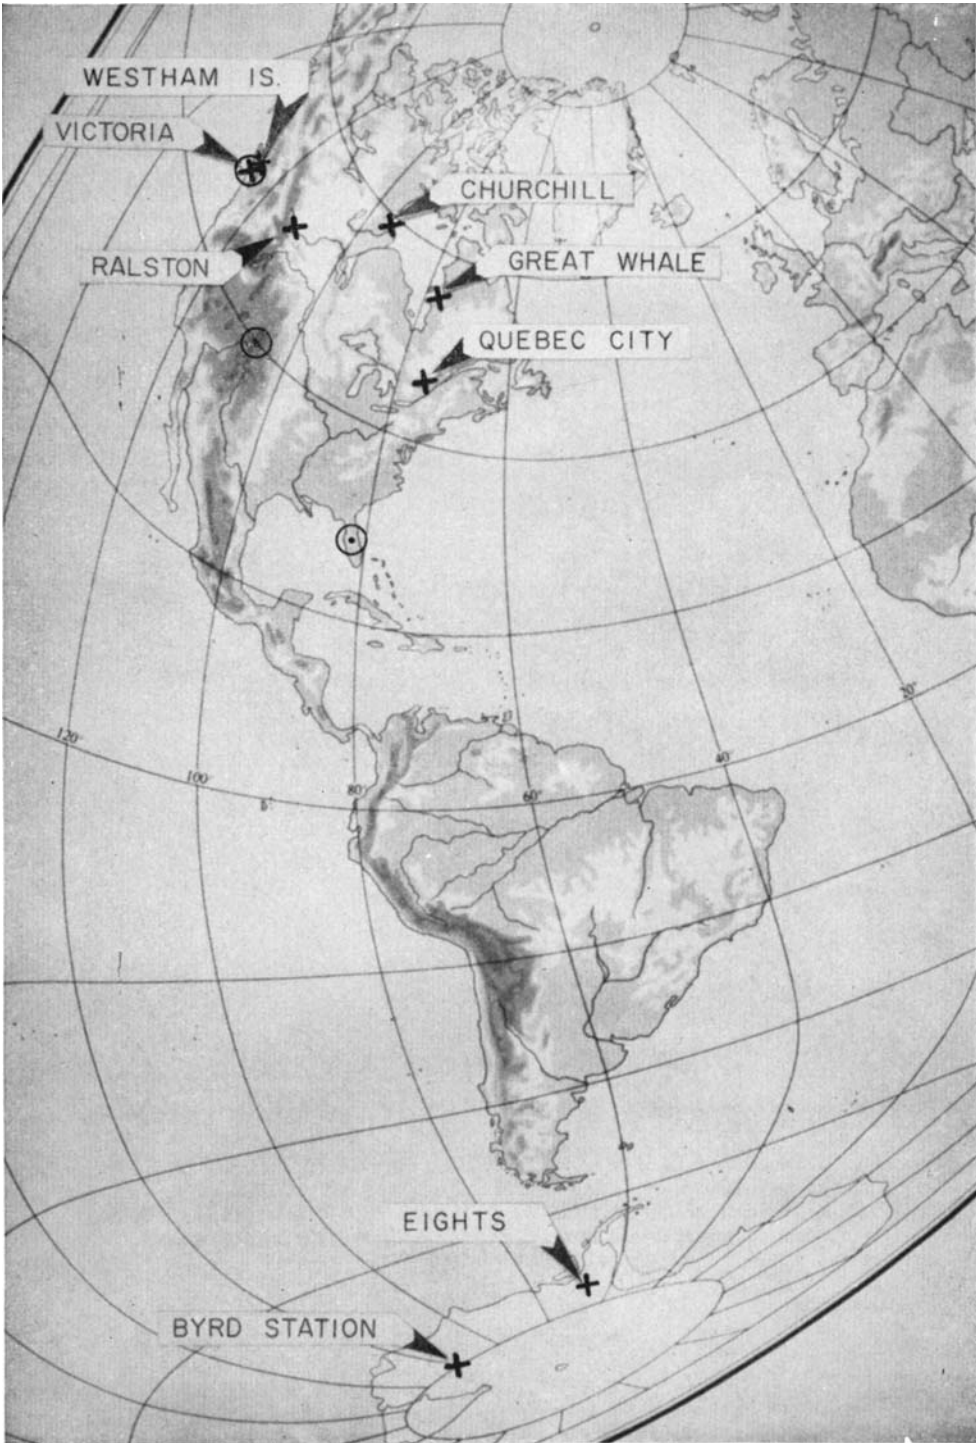 WESTHAM IS.
VICTORIA
CHURCHILL
RALSTON
GREAT WHALE
QUEBEC CITY
20°
120°
100°
80°
60°
40°
EIGHTS
BYRD STATION